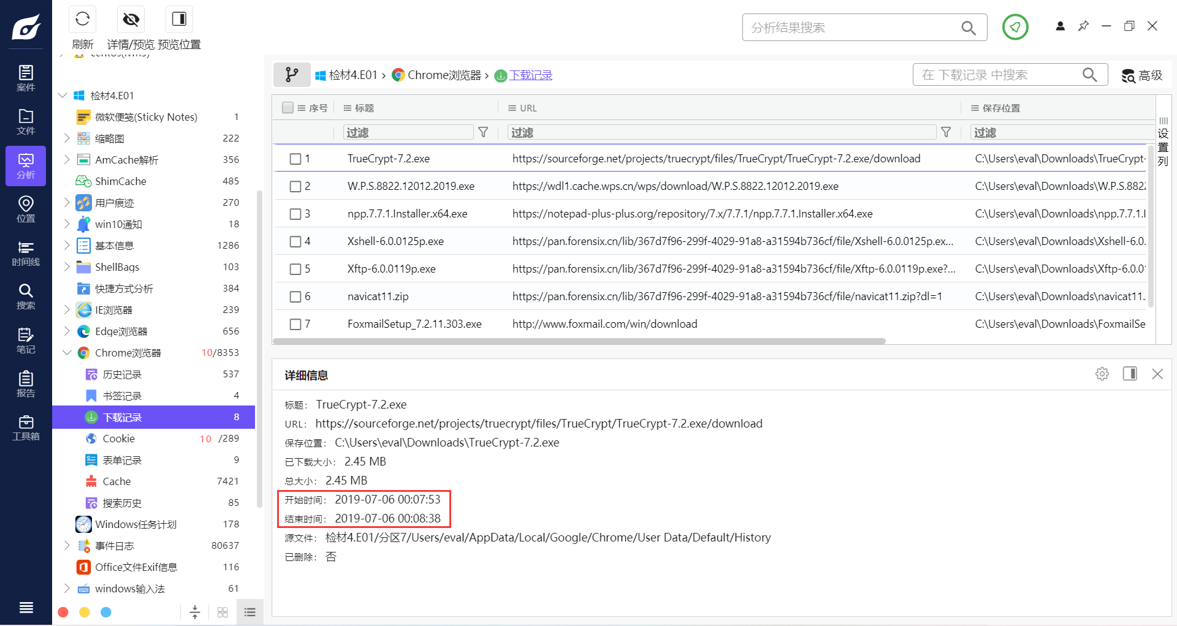 刷新
详情/预览
预览位置
分析结果搜索
案件
文件
分析
位置
时间线
搜索
笔记
报告
工具箱
检材4.E01
微软便笺(Sticky Notes) 1
缩略图 222
AmCache解析 356
ShimCache 485
用户痕迹 270
win10通知 18
基本信息 1286
ShellBags 103
快捷方式分析 384
IE浏览器 239
Edge浏览器 656
Chrome浏览器 10/8353
历史记录 537
书签记录 4
下载记录 8
Cookie 10 /289
表单记录 9
Cache 7421
搜索历史 85
Windows任务计划 178
事件日志 80637
Office文件Exif信息 116
windows输入法 61
检材4.E01 › Chrome浏览器 › 下载记录
在 下载记录 中搜索
高级
序号 标题 URL 保存位置
过滤 过滤 过滤
设置列
1 TrueCrypt-7.2.exe https://sourceforge.net/projects/truecrypt/files/TrueCrypt/TrueCrypt-7.2.exe/download C:\Users\eval\Downloads\TrueCrypt-
2 W.P.S.8822.12012.2019.exe https://wdl1.cache.wps.cn/wps/download/W.P.S.8822.12012.2019.exe C:\Users\eval\Downloads\W.P.S.882
3 npp.7.7.1.Installer.x64.exe https://notepad-plus-plus.org/repository/7.x/7.7.1/npp.7.7.1.Installer.x64.exe C:\Users\eval\Downloads\npp.7.7.1.I
4 Xshell-6.0.0125p.exe https://pan.forensix.cn/lib/367d7f96-299f-4029-91a8-a31594b736cf/file/Xshell-6.0.0125p.ex... C:\Users\eval\Downloads\Xshell-6.0.
5 Xftp-6.0.0119p.exe https://pan.forensix.cn/lib/367d7f96-299f-4029-91a8-a31594b736cf/file/Xftp-6.0.0119p.exe?... C:\Users\eval\Downloads\Xftp-6.0.01
6 navicat11.zip https://pan.forensix.cn/lib/367d7f96-299f-4029-91a8-a31594b736cf/file/navicat11.zip?dl=1 C:\Users\eval\Downloads\navicat11.
7 FoxmailSetup_7.2.11.303.exe http://www.foxmail.com/win/download C:\Users\eval\Downloads\FoxmailSe
详细信息
标题: TrueCrypt-7.2.exe
URL: https://sourceforge.net/projects/truecrypt/files/TrueCrypt/TrueCrypt-7.2.exe/download
保存位置: C:\Users\eval\Downloads\TrueCrypt-7.2.exe
已下载大小: 2.45 MB
总大小: 2.45 MB
开始时间: 2019-07-06 00:07:53
结束时间: 2019-07-06 00:08:38
源文件: 检材4.E01/分区7/Users/eval/AppData/Local/Google/Chrome/User Data/Default/History
已删除: 否